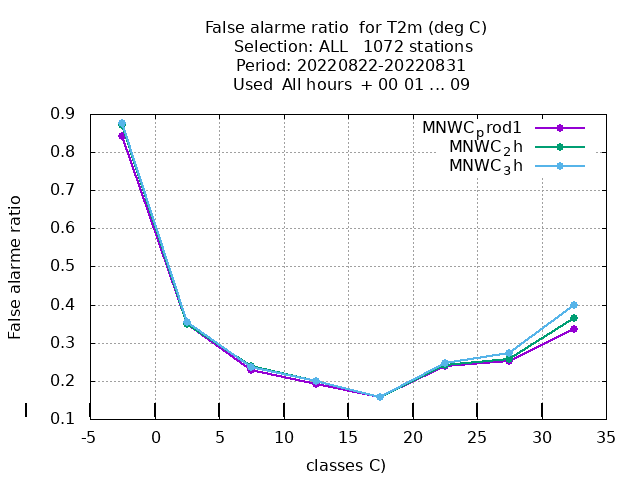 False alarme ratio  for T2m (deg C)
Selection: ALL   1072 stations
Period: 20220822-20220831
Used  All hours  + 00 01 ... 09
MNWCprod1
MNWC2h
MNWC3h
False alarme ratio
0.9
0.8
0.7
0.6
0.5
0.4
0.3
0.2
0.1
-5 0 5 10 15 20 25 30 35
classes C)